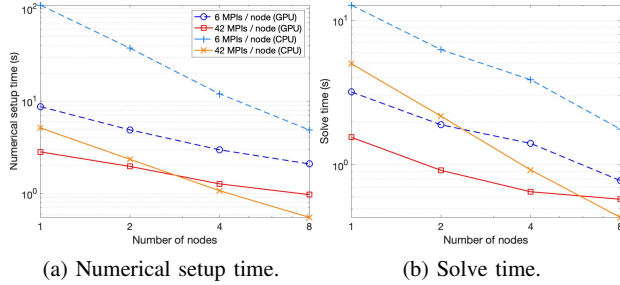 10²
10¹
10⁰
Numerical setup time (s)
6 MPIs / node (GPU)
42 MPIs / node (GPU)
6 MPIs / node (CPU)
42 MPIs / node (CPU)
1
2
4
8
Number of nodes
(a) Numerical setup time.
10¹
10⁰
Solve time (s)
1
2
4
8
Number of nodes
(b) Solve time.